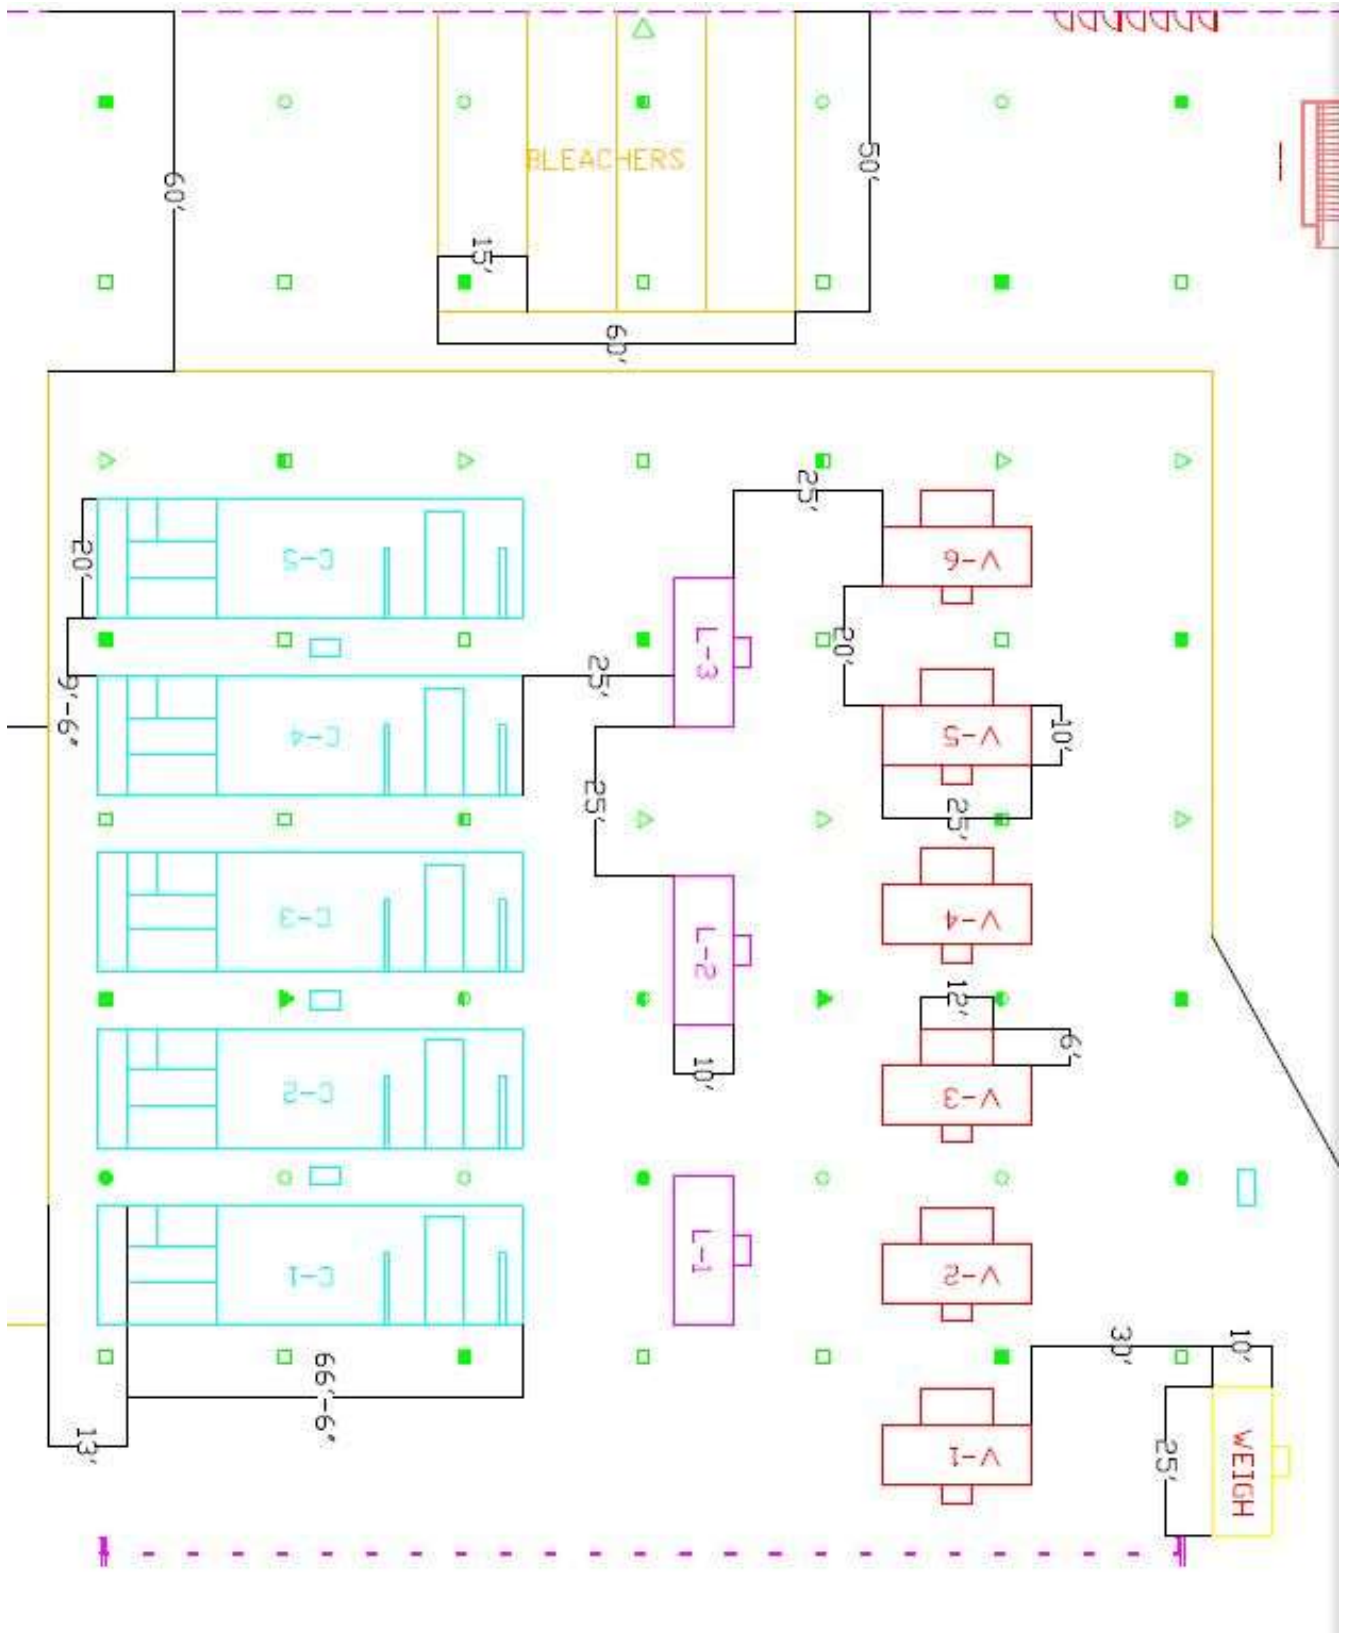 50'
BLEACHERS
60'
15'
60'
25'
20'
C-5
V-6
L-3
20'
25'
9'-6"
C-4
V-5
10'
25'
25'
C-3
L-2
V-4
12'
6'
10'
C-2
V-3
L-1
C-1
V-2
30'
10'
66'-6"
13'
V-1
25'
WEIGH